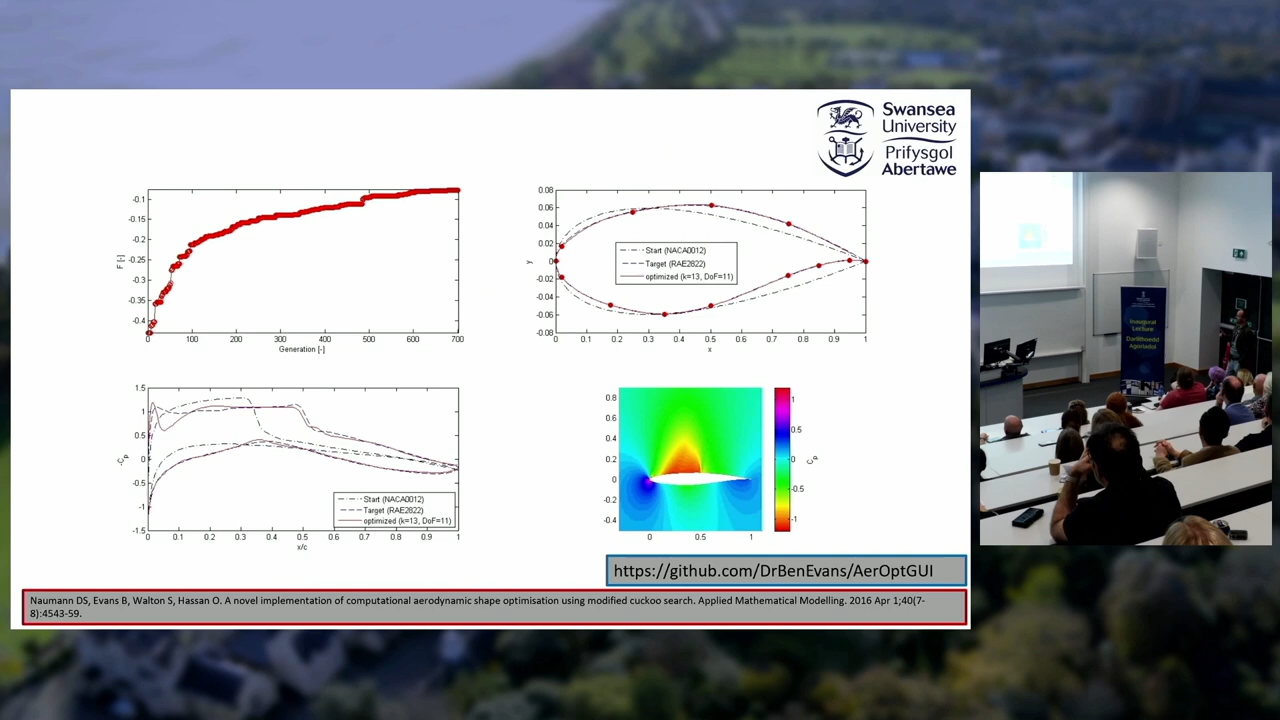 Swansea
University
Prifysgol
Abertawe
-0.1
-0.15
-0.2
-0.25
-0.3
-0.35
-0.4
F [-]
0 100 200 300 400 500 600 700
Generation [-]
0.08
0.06
0.04
0.02
0
-0.02
-0.04
-0.06
-0.08
y
Start (NACA0012)
Target (RAE2822)
optimized (k=13, DoF=11)
0 0.1 0.2 0.3 0.4 0.5 0.6 0.7 0.8 0.9 1
x
1.5
1
0.5
0
-0.5
-1
-1.5
-Cp
Start (NACA0012)
Target (RAE2822)
optimized (k=13, DoF=11)
0 0.1 0.2 0.3 0.4 0.5 0.6 0.7 0.8 0.9 1
x/c
0.8
0.6
0.4
0.2
0
-0.2
-0.4
0 0.5 1
1
0.5
0
-0.5
-1
Cp
https://github.com/DrBenEvans/AerOptGUI
Naumann DS, Evans B, Walton S, Hassan O. A novel implementation of computational aerodynamic shape optimisation using modified cuckoo search. Applied Mathematical Modelling. 2016 Apr 1;40(7-
8):4543-59.
Inaugural
Lecture
Darlithoedd
Agoriadol